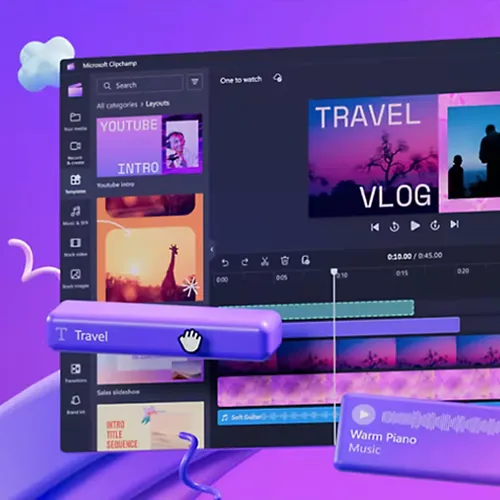 Microsoft Clipchamp
Search
One to watch
All categories > Layouts
Your media
Record
& create
Templates
Music & SFX
Stock video
Stock images
Transitions
Brand kit
YOUTUBE
INTRO
Youtube intro
TRAVEL
VLOG
0:10.00 / 0:45.00
0:00
0:05
0:10
0:15
0:20
T Travel
Sales slideshow
INTRO
TITLE
SEQUENCE
Soft Guitar
Warm Piano
Music